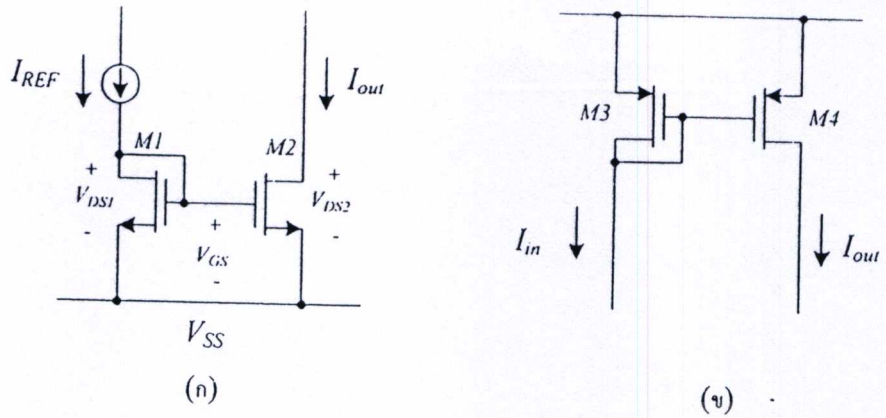 I_REF
I_out
M1
M2
+
V_DS1
-
+
V_GS
-
+
V_DS2
-
V_SS
(ก)
M3
M4
I_in
I_out
(ข)